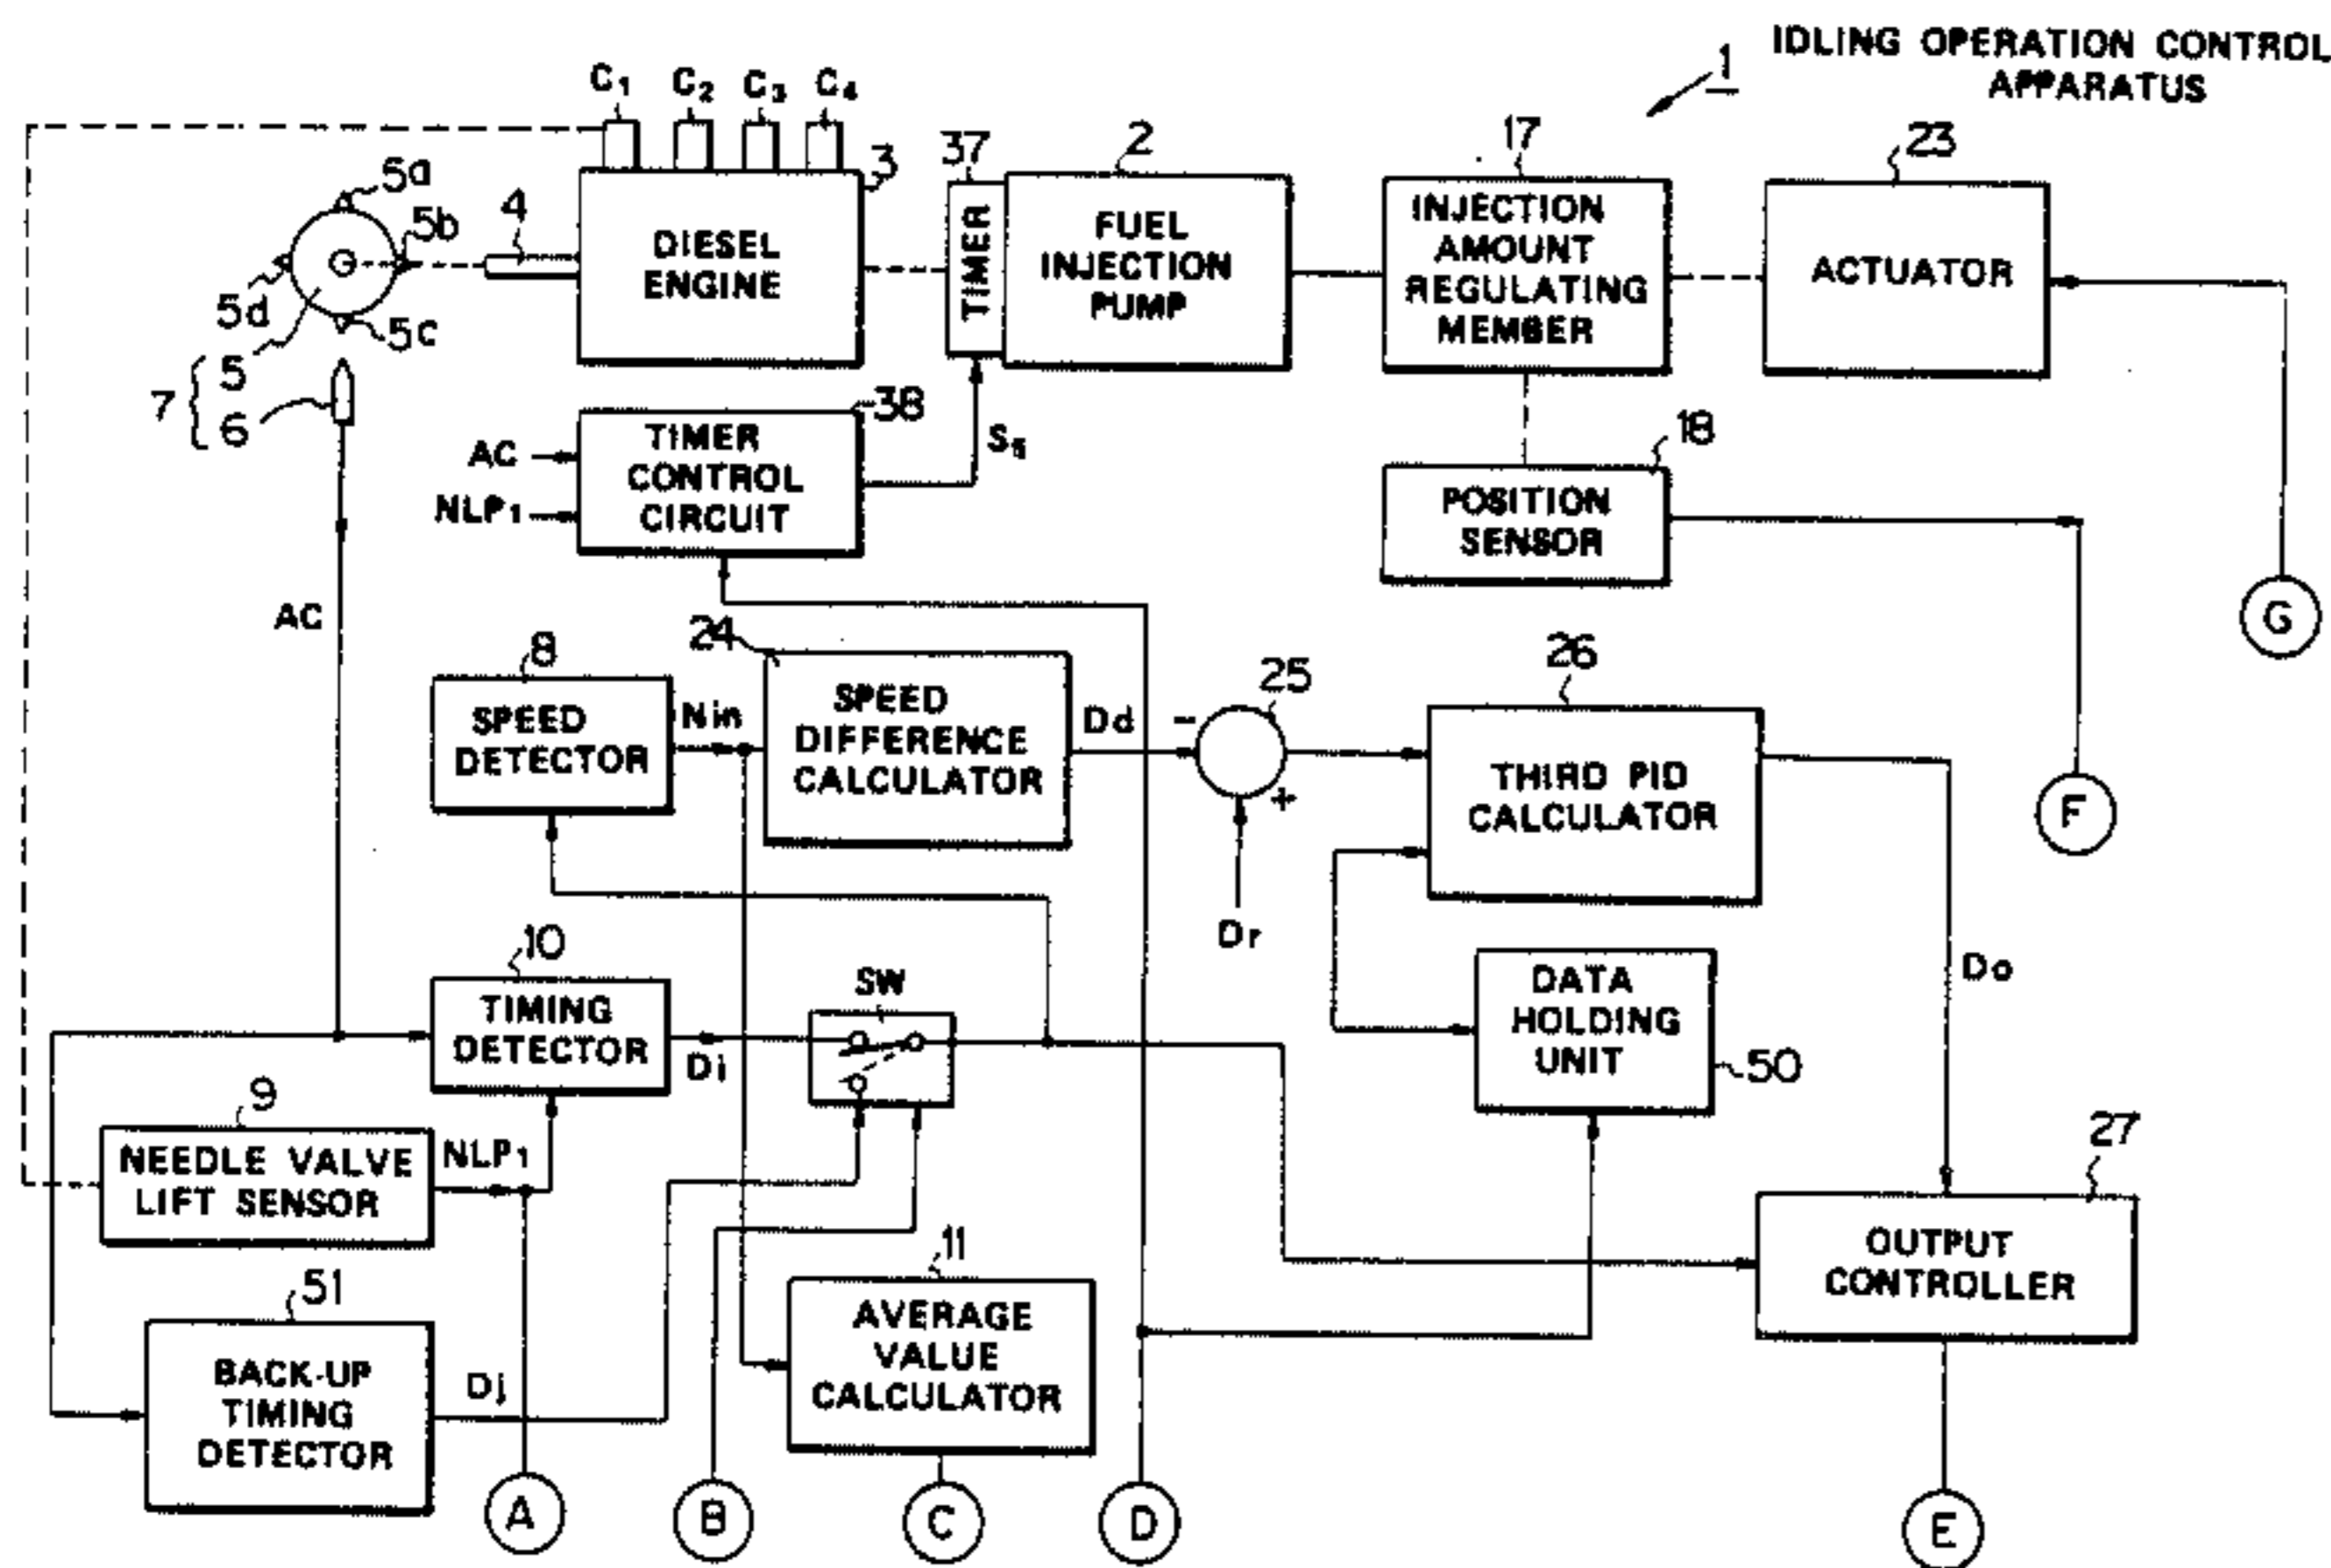 IDLING OPERATION CONTROL
APPARATUS
1
C1 C2 C3 C4
3
37
2
17
23
5a
5b
5c
5d
4
5
6
7
DIESEL
ENGINE
TIMER
FUEL
INJECTION
PUMP
INJECTION
AMOUNT
REGULATING
MEMBER
ACTUATOR
38
AC
NLP1
TIMER
CONTROL
CIRCUIT
18
POSITION
SENSOR
G
AC
8
SPEED
DETECTOR
Nin
24
SPEED
DIFFERENCE
CALCULATOR
Dd
-
+
25
Dr
26
THIRD PID
CALCULATOR
F
10
TIMING
DETECTOR
Di
SW
DATA
HOLDING
UNIT
50
Do
9
NEEDLE VALVE
LIFT SENSOR
NLP1
27
OUTPUT
CONTROLLER
51
BACK-UP
TIMING
DETECTOR
Dj
11
AVERAGE
VALUE
CALCULATOR
A
B
C
D
E